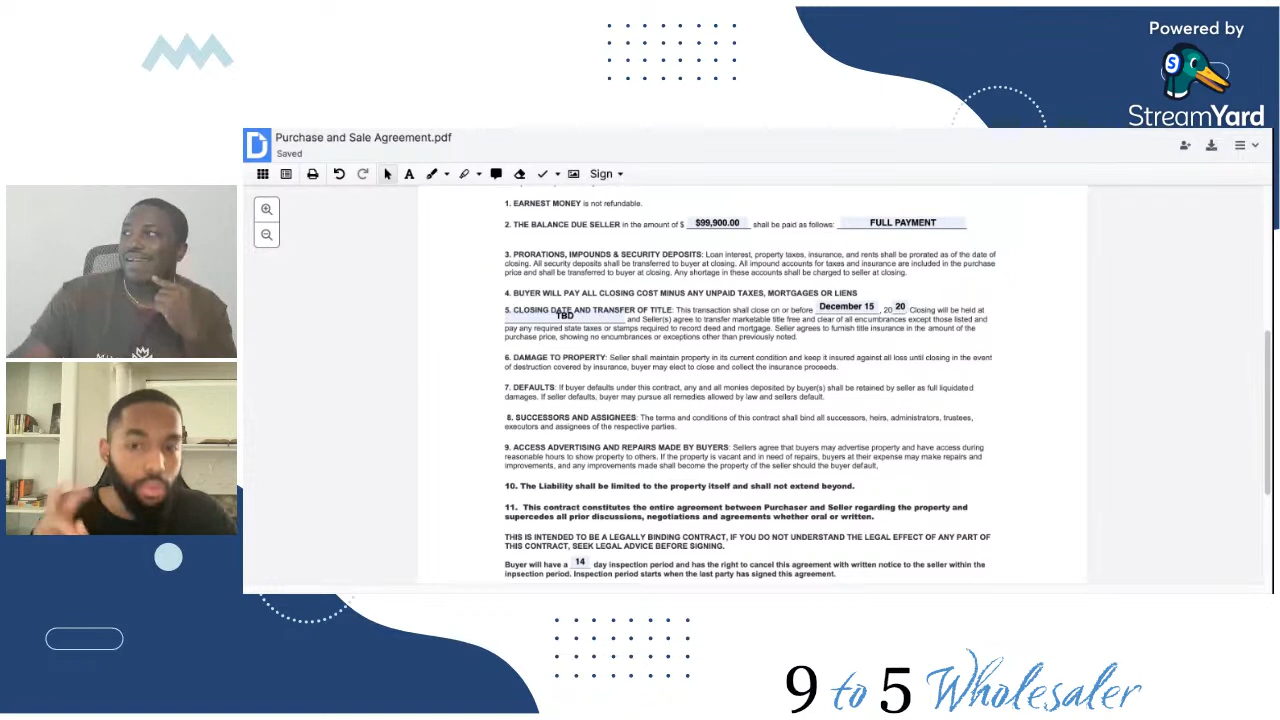 Powered by
S
StreamYard
Purchase and Sale Agreement.pdf
Saved
A
Sign
1. EARNEST MONEY is not refundable.
2. THE BALANCE DUE SELLER in the amount of $ $99,900.00 shall be paid as follows: FULL PAYMENT
3. PRORATIONS, IMPOUNDS & SECURITY DEPOSITS: Loan interest, property taxes, insurance, and rents shall be prorated as of the date of
closing. All security deposits shall be transferred to buyer at closing. All impound accounts for taxes and insurance are included in the purchase
price and shall be transferred to buyer at closing. Any shortage in these accounts shall be charged to seller at closing.
4. BUYER WILL PAY ALL CLOSING COST MINUS ANY UNPAID TAXES, MORTGAGES OR LIENS
5. CLOSING DATE AND TRANSFER OF TITLE: This transaction shall close on or before December 15 , 20 20 Closing will be held at
TBD and Seller(s) agree to transfer marketable title free and clear of all encumbrances except those listed and
pay any required state taxes or stamps required to record deed and mortgage. Seller agrees to furnish title insurance in the amount of the
purchase price, showing no encumbrances or exceptions other than previously noted.
6. DAMAGE TO PROPERTY: Seller shall maintain property in its current condition and keep it insured against all loss until closing in the event
of destruction covered by insurance, buyer may elect to close and collect the insurance proceeds.
7. DEFAULTS: If buyer defaults under this contract, any and all monies deposited by buyer(s) shall be retained by seller as full liquidated
damages. If seller defaults, buyer may pursue all remedies allowed by law and sellers default.
8. SUCCESSORS AND ASSIGNEES: The terms and conditions of this contract shall bind all successors, heirs, administrators, trustees,
executors and assignees of the respective parties.
9. ACCESS ADVERTISING AND REPAIRS MADE BY BUYERS: Sellers agree that buyers may advertise property and have access during
reasonable hours to show property to others. If the property is vacant and in need of repairs, buyers at their expense may make repairs and
improvements, and any improvements made shall become the property of the seller should the buyer default,
10. The Liability shall be limited to the property itself and shall not extend beyond.
11. This contract constitutes the entire agreement between Purchaser and Seller regarding the property and
supercedes all prior discussions, negotiations and agreements whether oral or written.
THIS IS INTENDED TO BE A LEGALLY BINDING CONTRACT, IF YOU DO NOT UNDERSTAND THE LEGAL EFFECT OF ANY PART OF
THIS CONTRACT, SEEK LEGAL ADVICE BEFORE SIGNING.
Buyer will have a 14 day inspection period and has the right to cancel this agreement with written notice to the seller within the
inpsection period. Inspection period starts when the last party has signed this agreement.
9 to 5 Wholesaler